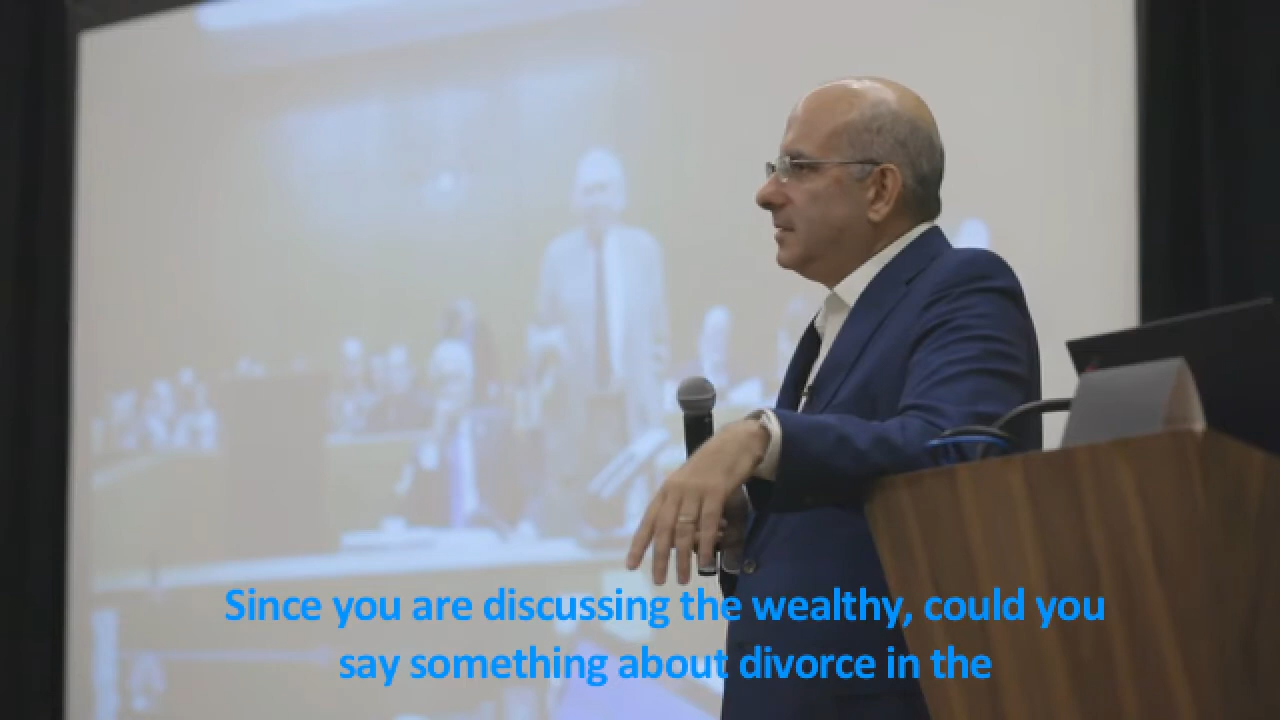 Since you are discussing the wealthy, could you
say something about divorce in the